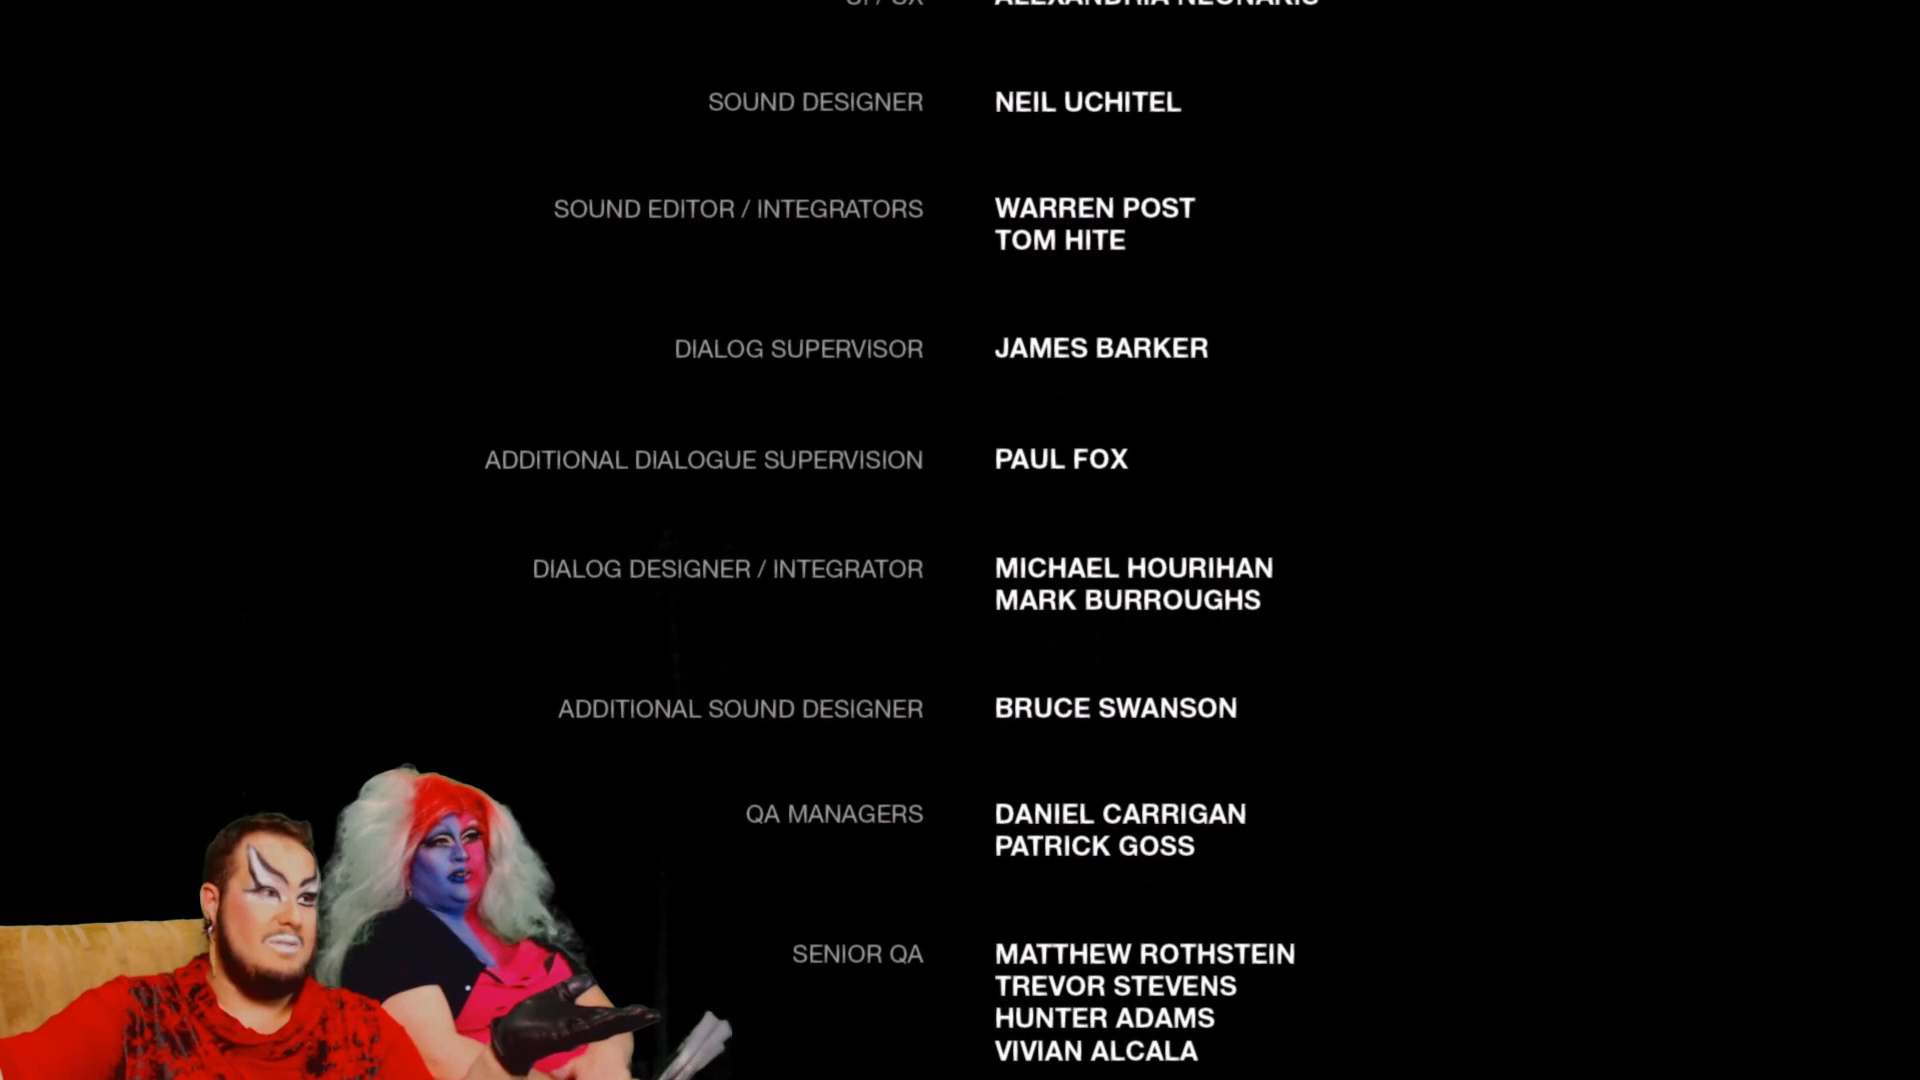 SOUND DESIGNER NEIL UCHITEL
SOUND EDITOR / INTEGRATORS WARREN POST
TOM HITE
DIALOG SUPERVISOR JAMES BARKER
ADDITIONAL DIALOGUE SUPERVISION PAUL FOX
DIALOG DESIGNER / INTEGRATOR MICHAEL HOURIHAN
MARK BURROUGHS
ADDITIONAL SOUND DESIGNER BRUCE SWANSON
QA MANAGERS DANIEL CARRIGAN
PATRICK GOSS
SENIOR QA MATTHEW ROTHSTEIN
TREVOR STEVENS
HUNTER ADAMS
VIVIAN ALCALA